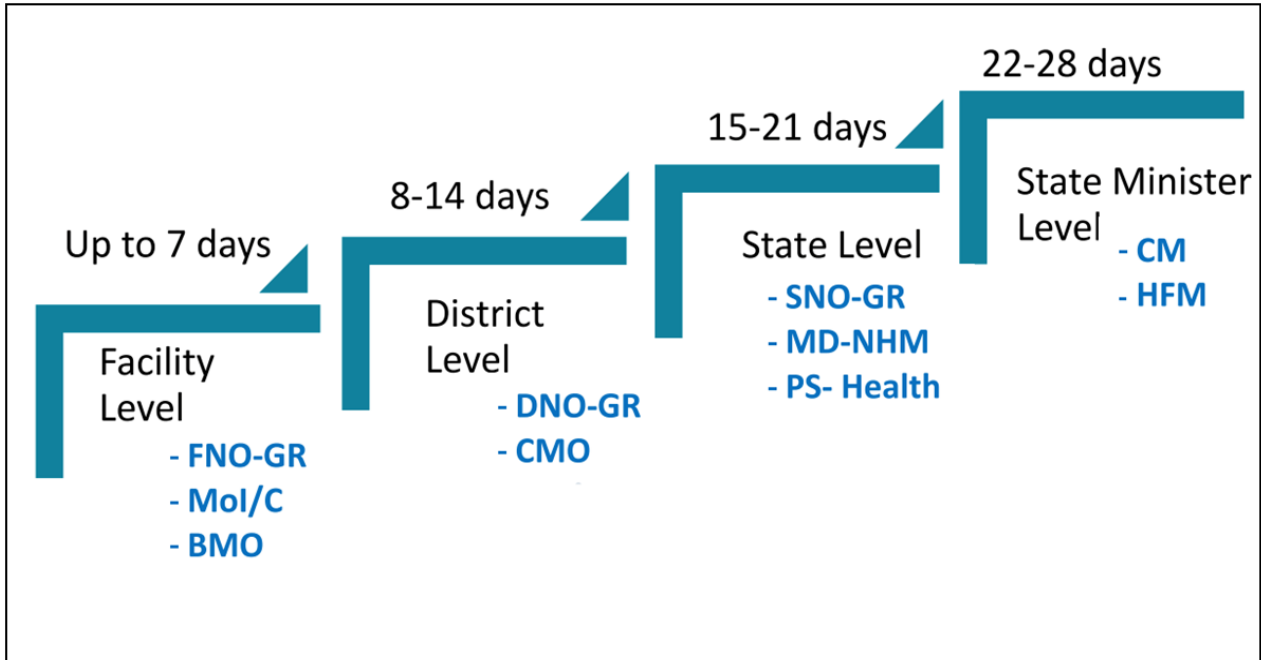 Up to 7 days
Facility
Level
- FNO-GR
- MoI/C
- BMO
8-14 days
District
Level
- DNO-GR
- CMO
15-21 days
State Level
- SNO-GR
- MD-NHM
- PS- Health
22-28 days
State Minister
Level
- CM
- HFM